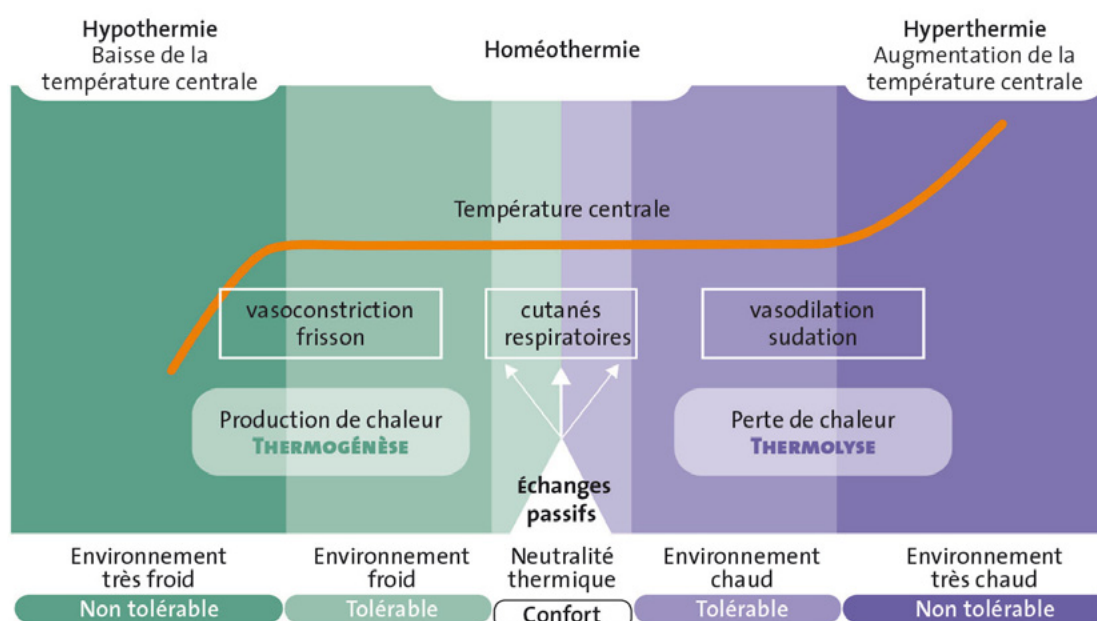 Hypothermie
Baisse de la
température centrale
Homéothermie
Hyperthermie
Augmentation de la
température centrale
Température centrale
vasoconstriction
frisson
cutanés
respiratoires
vasodilation
sudation
Production de chaleur
THERMOGÉNÈSE
Perte de chaleur
THERMOLYSE
Échanges
passifs
Environnement
très froid
Non tolérable
Environnement
froid
Tolérable
Neutralité
thermique
Confort
Environnement
chaud
Tolérable
Environnement
très chaud
Non tolérable